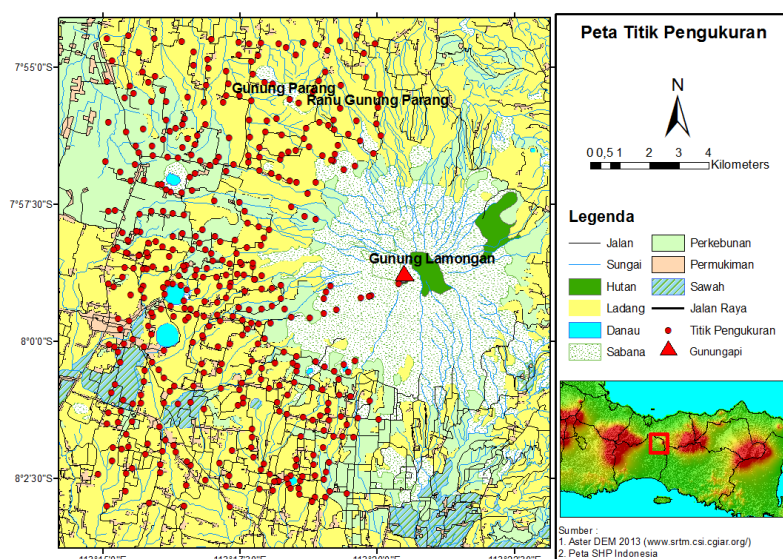 Peta Titik Pengukuran
N
0 0,5 1 2 3 4
Kilometers
Legenda
Jalan
Sungai
Hutan
Ladang
Danau
Sabana
Perkebunan
Permukiman
Sawah
Jalan Raya
Titik Pengukuran
Gunungapi
Sumber :
1. Aster DEM 2013 (www.srtm.csi.cgiar.org/)
2. Peta SHP Indonesia
7°55'0"S
7°57'30"S
8°0'0"S
8°2'30"S
Gunung Parang
Ranu Gunung Parang
Gunung Lamongan